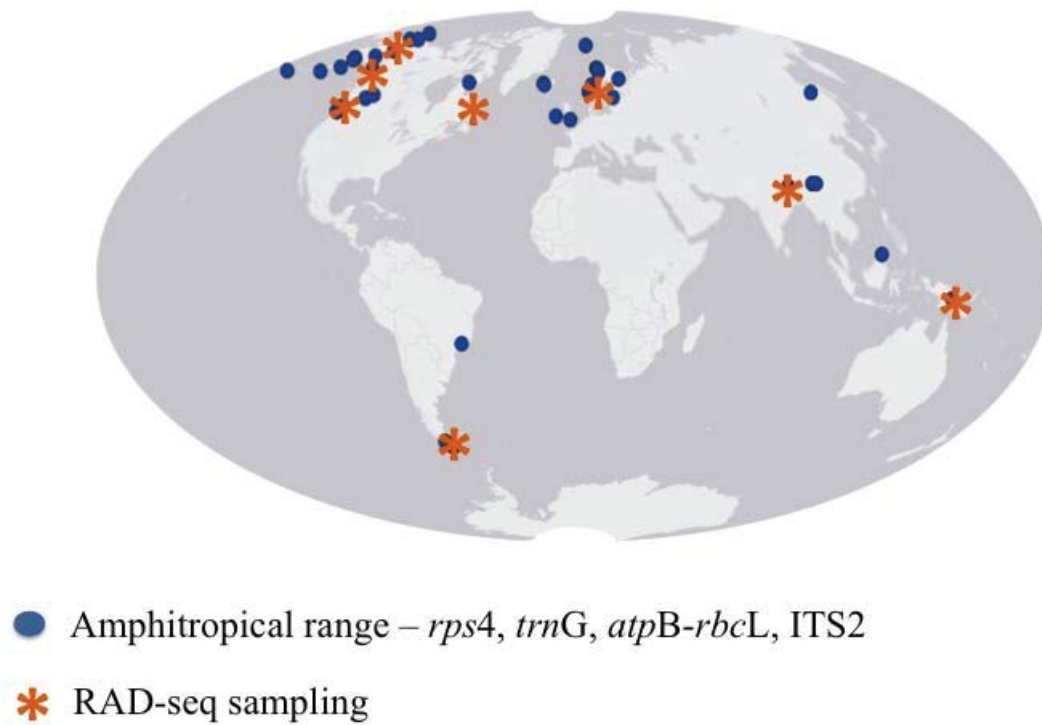 Amphitropical range – rps4, trnG, atpB-rbcL, ITS2
RAD-seq sampling